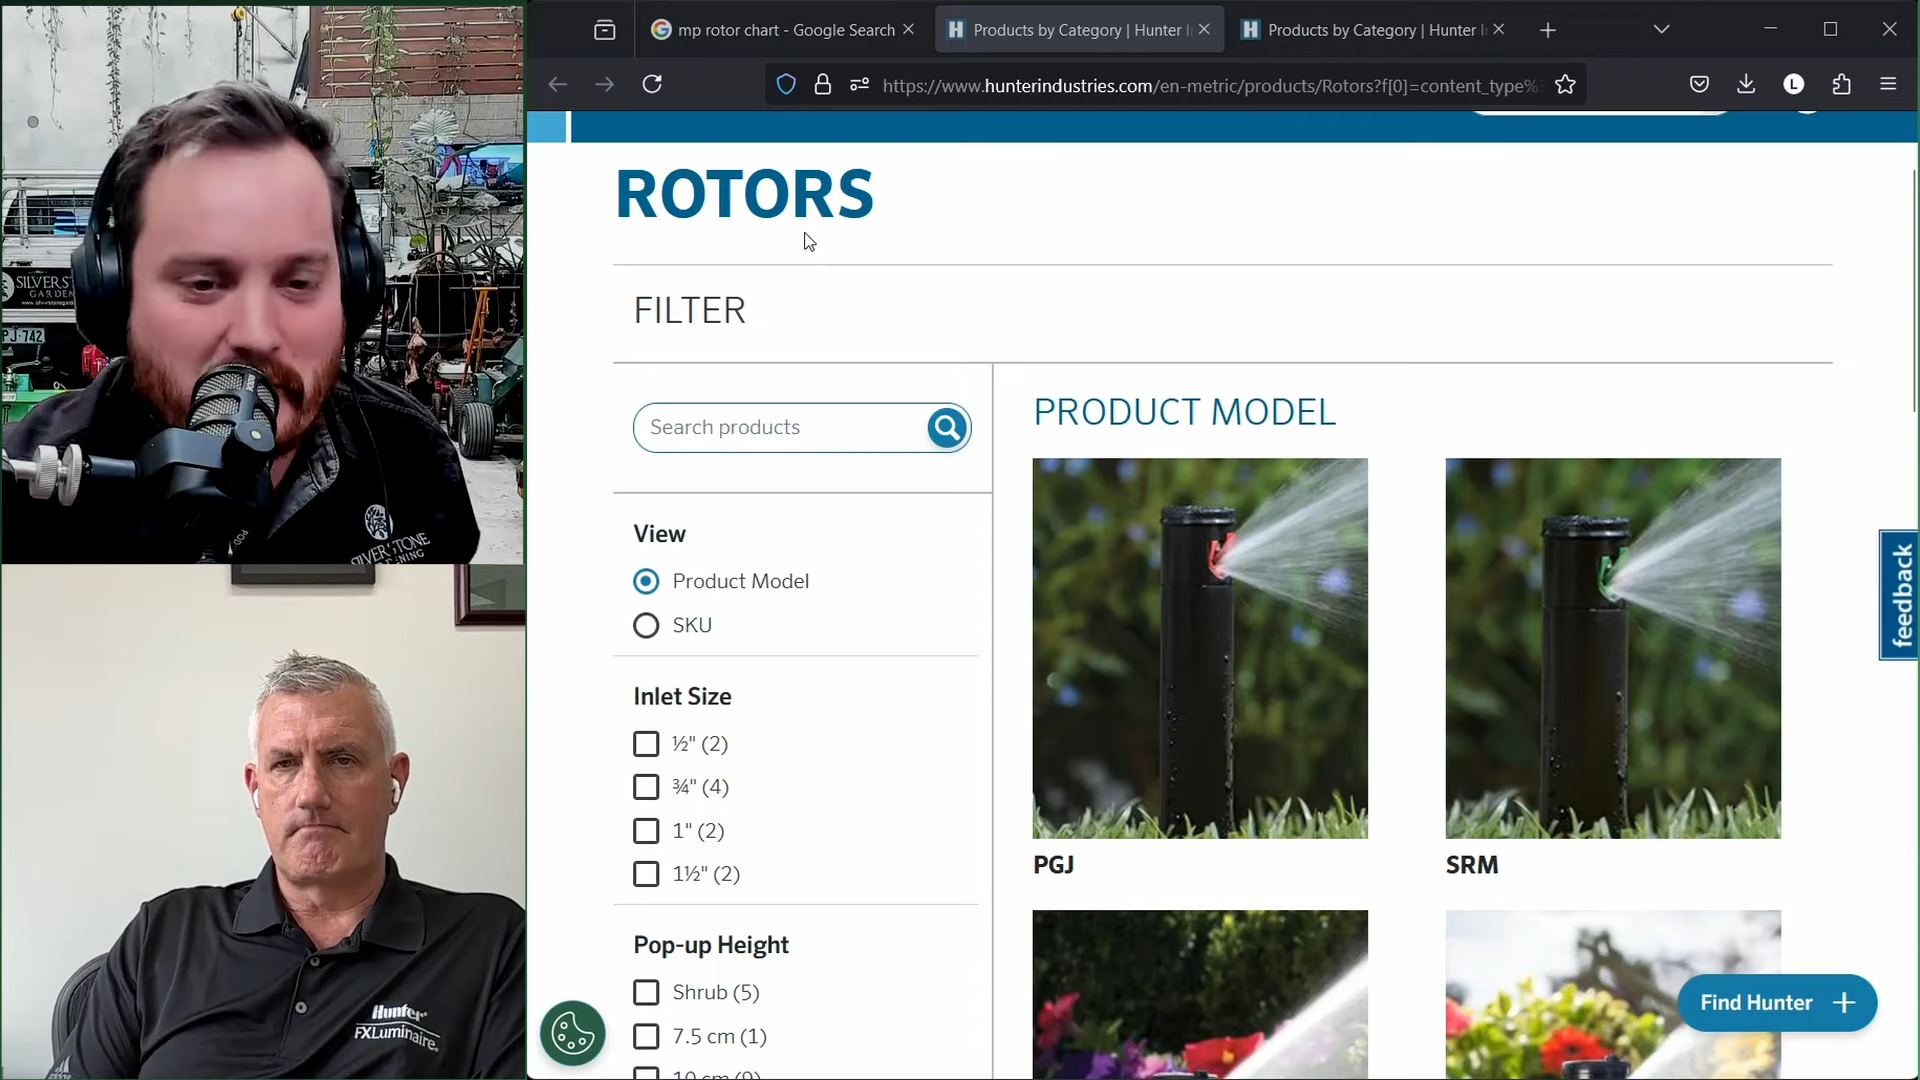 mp rotor chart - Google Search
Products by Category | Hunter I
Products by Category | Hunter I
https://www.hunterindustries.com/en-metric/products/Rotors?f[0]=content_type%
L
ROTORS
FILTER
Search products
PRODUCT MODEL
View
Product Model
SKU
Inlet Size
½" (2)
¾" (4)
1" (2)
1½" (2)
PGJ
SRM
Pop-up Height
Shrub (5)
7.5 cm (1)
10 cm (9)
feedback
Find Hunter
SILVERSTONE
Hunter
FXLuminaire